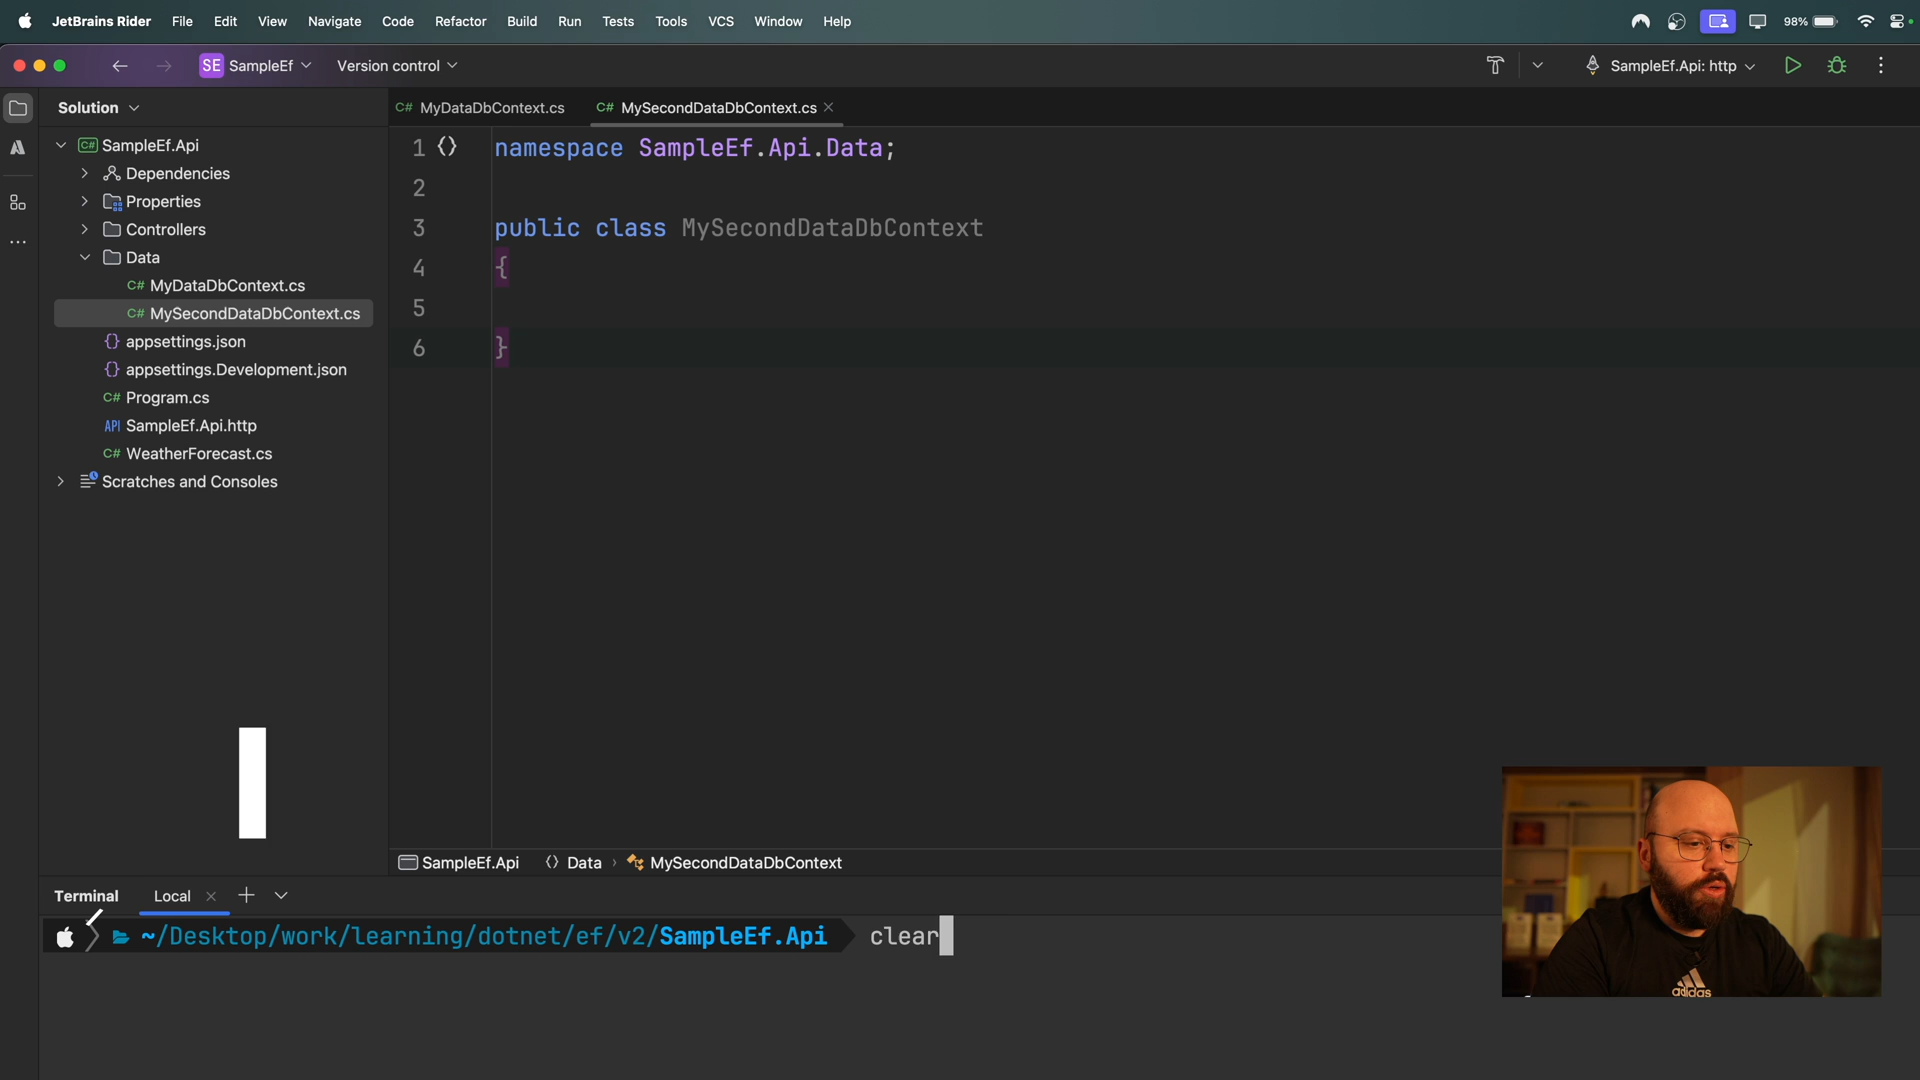 JetBrains Rider File Edit View Navigate Code Refactor Build Run Tests Tools VCS Window Help 98%
SE SampleEf Version control SampleEf.Api: http
Solution
SampleEf.Api
Dependencies
Properties
Controllers
Data
C# MyDataDbContext.cs
C# MySecondDataDbContext.cs
{} appsettings.json
{} appsettings.Development.json
C# Program.cs
API SampleEf.Api.http
C# WeatherForecast.cs
Scratches and Consoles
C# MyDataDbContext.cs C# MySecondDataDbContext.cs
1 namespace SampleEf.Api.Data;
2
3 public class MySecondDataDbContext
4 {
5
6 }
SampleEf.Api Data MySecondDataDbContext
Terminal Local
~/Desktop/work/learning/dotnet/ef/v2/SampleEf.Api clear
adidas